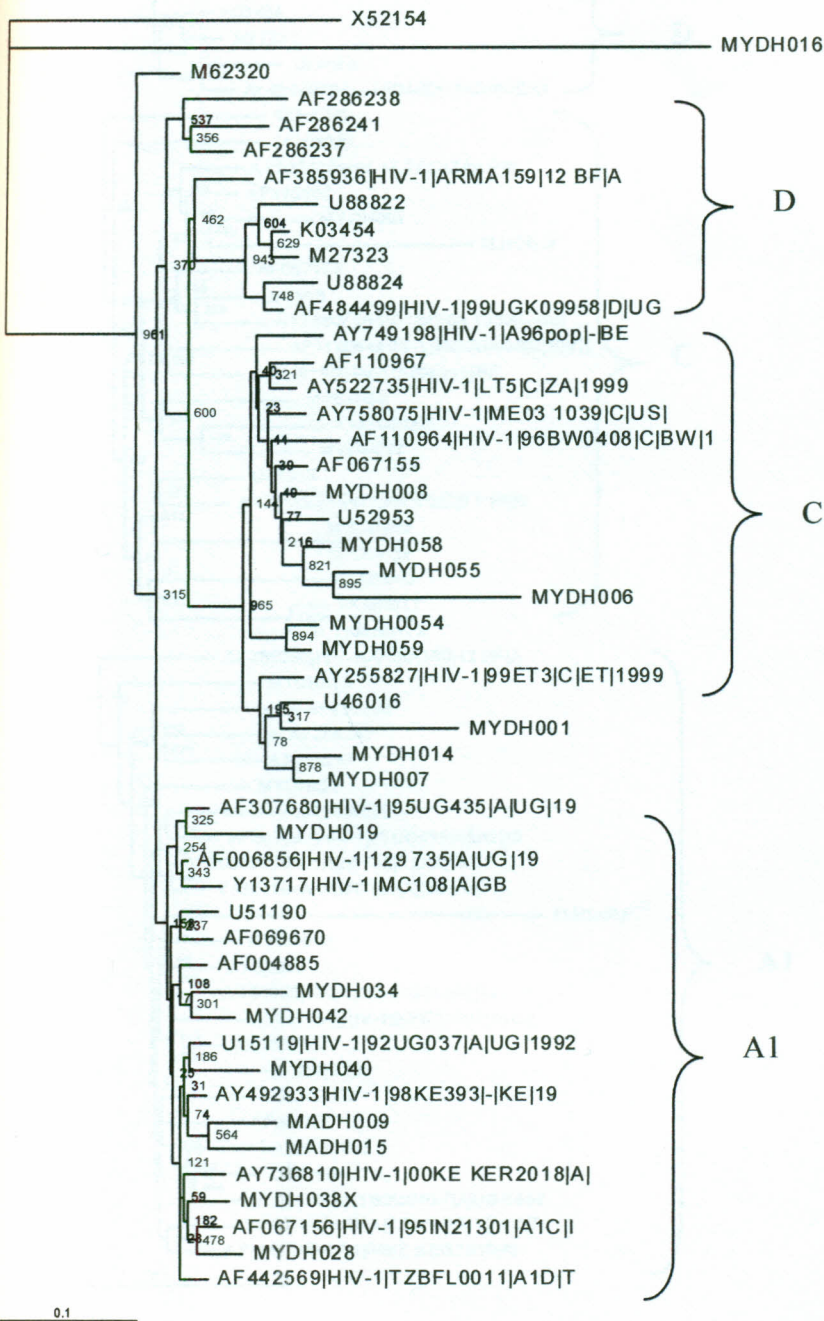 X52154
MYDH016
M62320
AF286238
537
AF286241
356
AF286237
AF385936|HIV-1|ARMA159|12 BF|A
462
U88822
604
K03454
629
943
M27323
370
D
U88824
748
AF484499|HIV-1|99UGK09958|D|UG
961
AY749198|HIV-1|A96pop|-|BE
AF110967
321
AY522735|HIV-1|LT5|C|ZA|1999
23
AY758075|HIV-1|ME03 1039|C|US|
600
44
AF110964|HIV-1|96BW0408|C|BW|1
39
AF067155
49
MYDH008
144
77
U52953
C
216
MYDH058
821
MYDH055
895
MYDH006
315
965
MYDH0054
894
MYDH059
AY255827|HIV-1|99ET3|C|ET|1999
U46016
195
317
MYDH001
78
MYDH014
878
MYDH007
AF307680|HIV-1|95UG435|A|UG|19
325
MYDH019
254
AF006856|HIV-1|129 735|A|UG|19
343
Y13717|HIV-1|MC108|A|GB
U51190
237
AF069670
AF004885
108
MYDH034
17
301
MYDH042
U15119|HIV-1|92UG037|A|UG|1992
186
A1
MYDH040
25
31
AY492933|HIV-1|98KE393|-|KE|19
74
MADH009
564
MADH015
121
AY736810|HIV-1|00KE KER2018|A|
59
MYDH038X
182
AF067156|HIV-1|95IN21301|A1C|I
478
MYDH028
AF442569|HIV-1|TZBFL0011|A1D|T
0.1